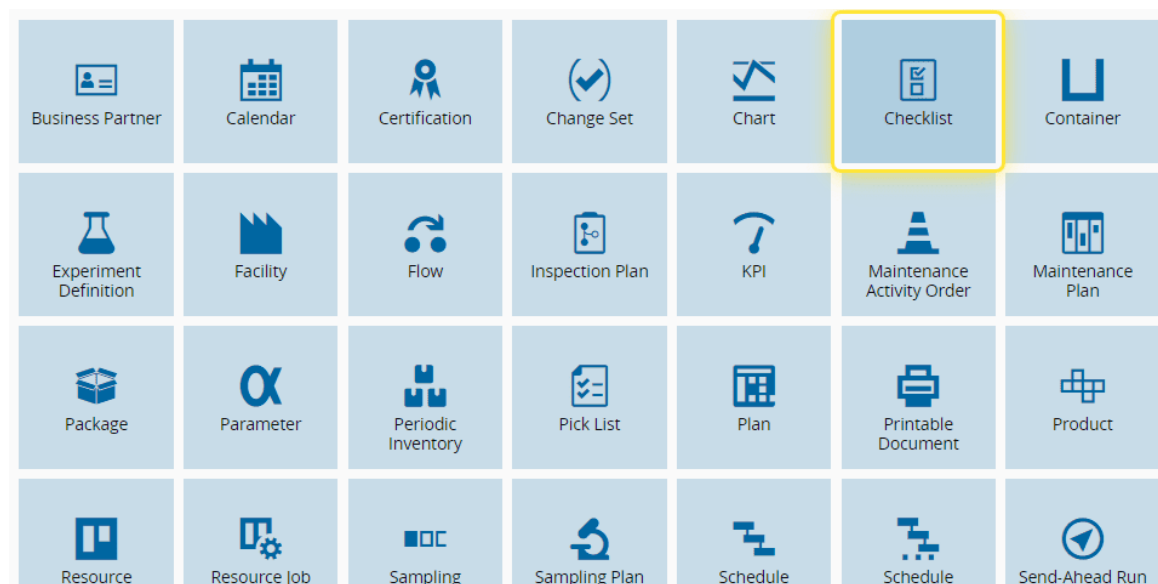 Business Partner
Calendar
Certification
Change Set
Chart
Checklist
Container
Experiment
Definition
Facility
Flow
Inspection Plan
KPI
Maintenance
Activity Order
Maintenance
Plan
Package
Parameter
Periodic
Inventory
Pick List
Plan
Printable
Document
Product
Resource
Resource Job
Sampling
Sampling Plan
Schedule
Schedule
Send-Ahead Run